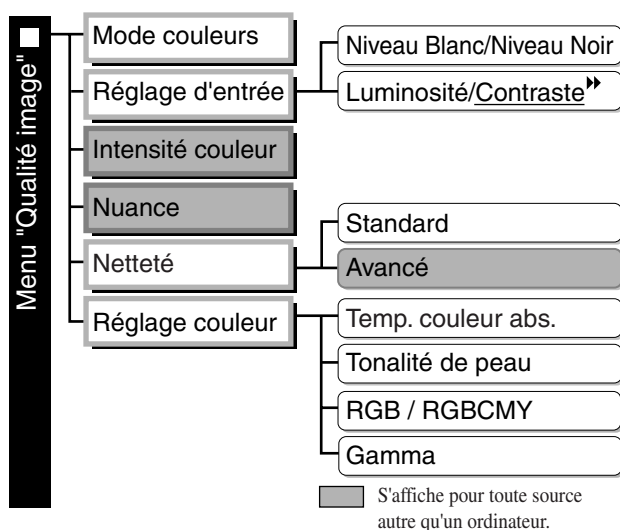 Menu "Qualité image"
Mode couleurs
Réglage d'entrée
Niveau Blanc/Niveau Noir
Luminosité/Contraste
Intensité couleur
Nuance
Netteté
Standard
Avancé
Réglage couleur
Temp. couleur abs.
Tonalité de peau
RGB / RGBCMY
Gamma
S'affiche pour toute source
autre qu'un ordinateur.